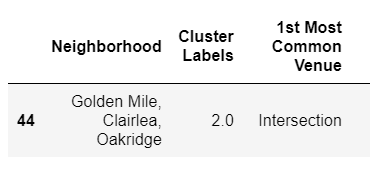 Neighborhood Cluster Labels 1st Most Common Venue
44 Golden Mile, Clairlea, Oakridge 2.0 Intersection